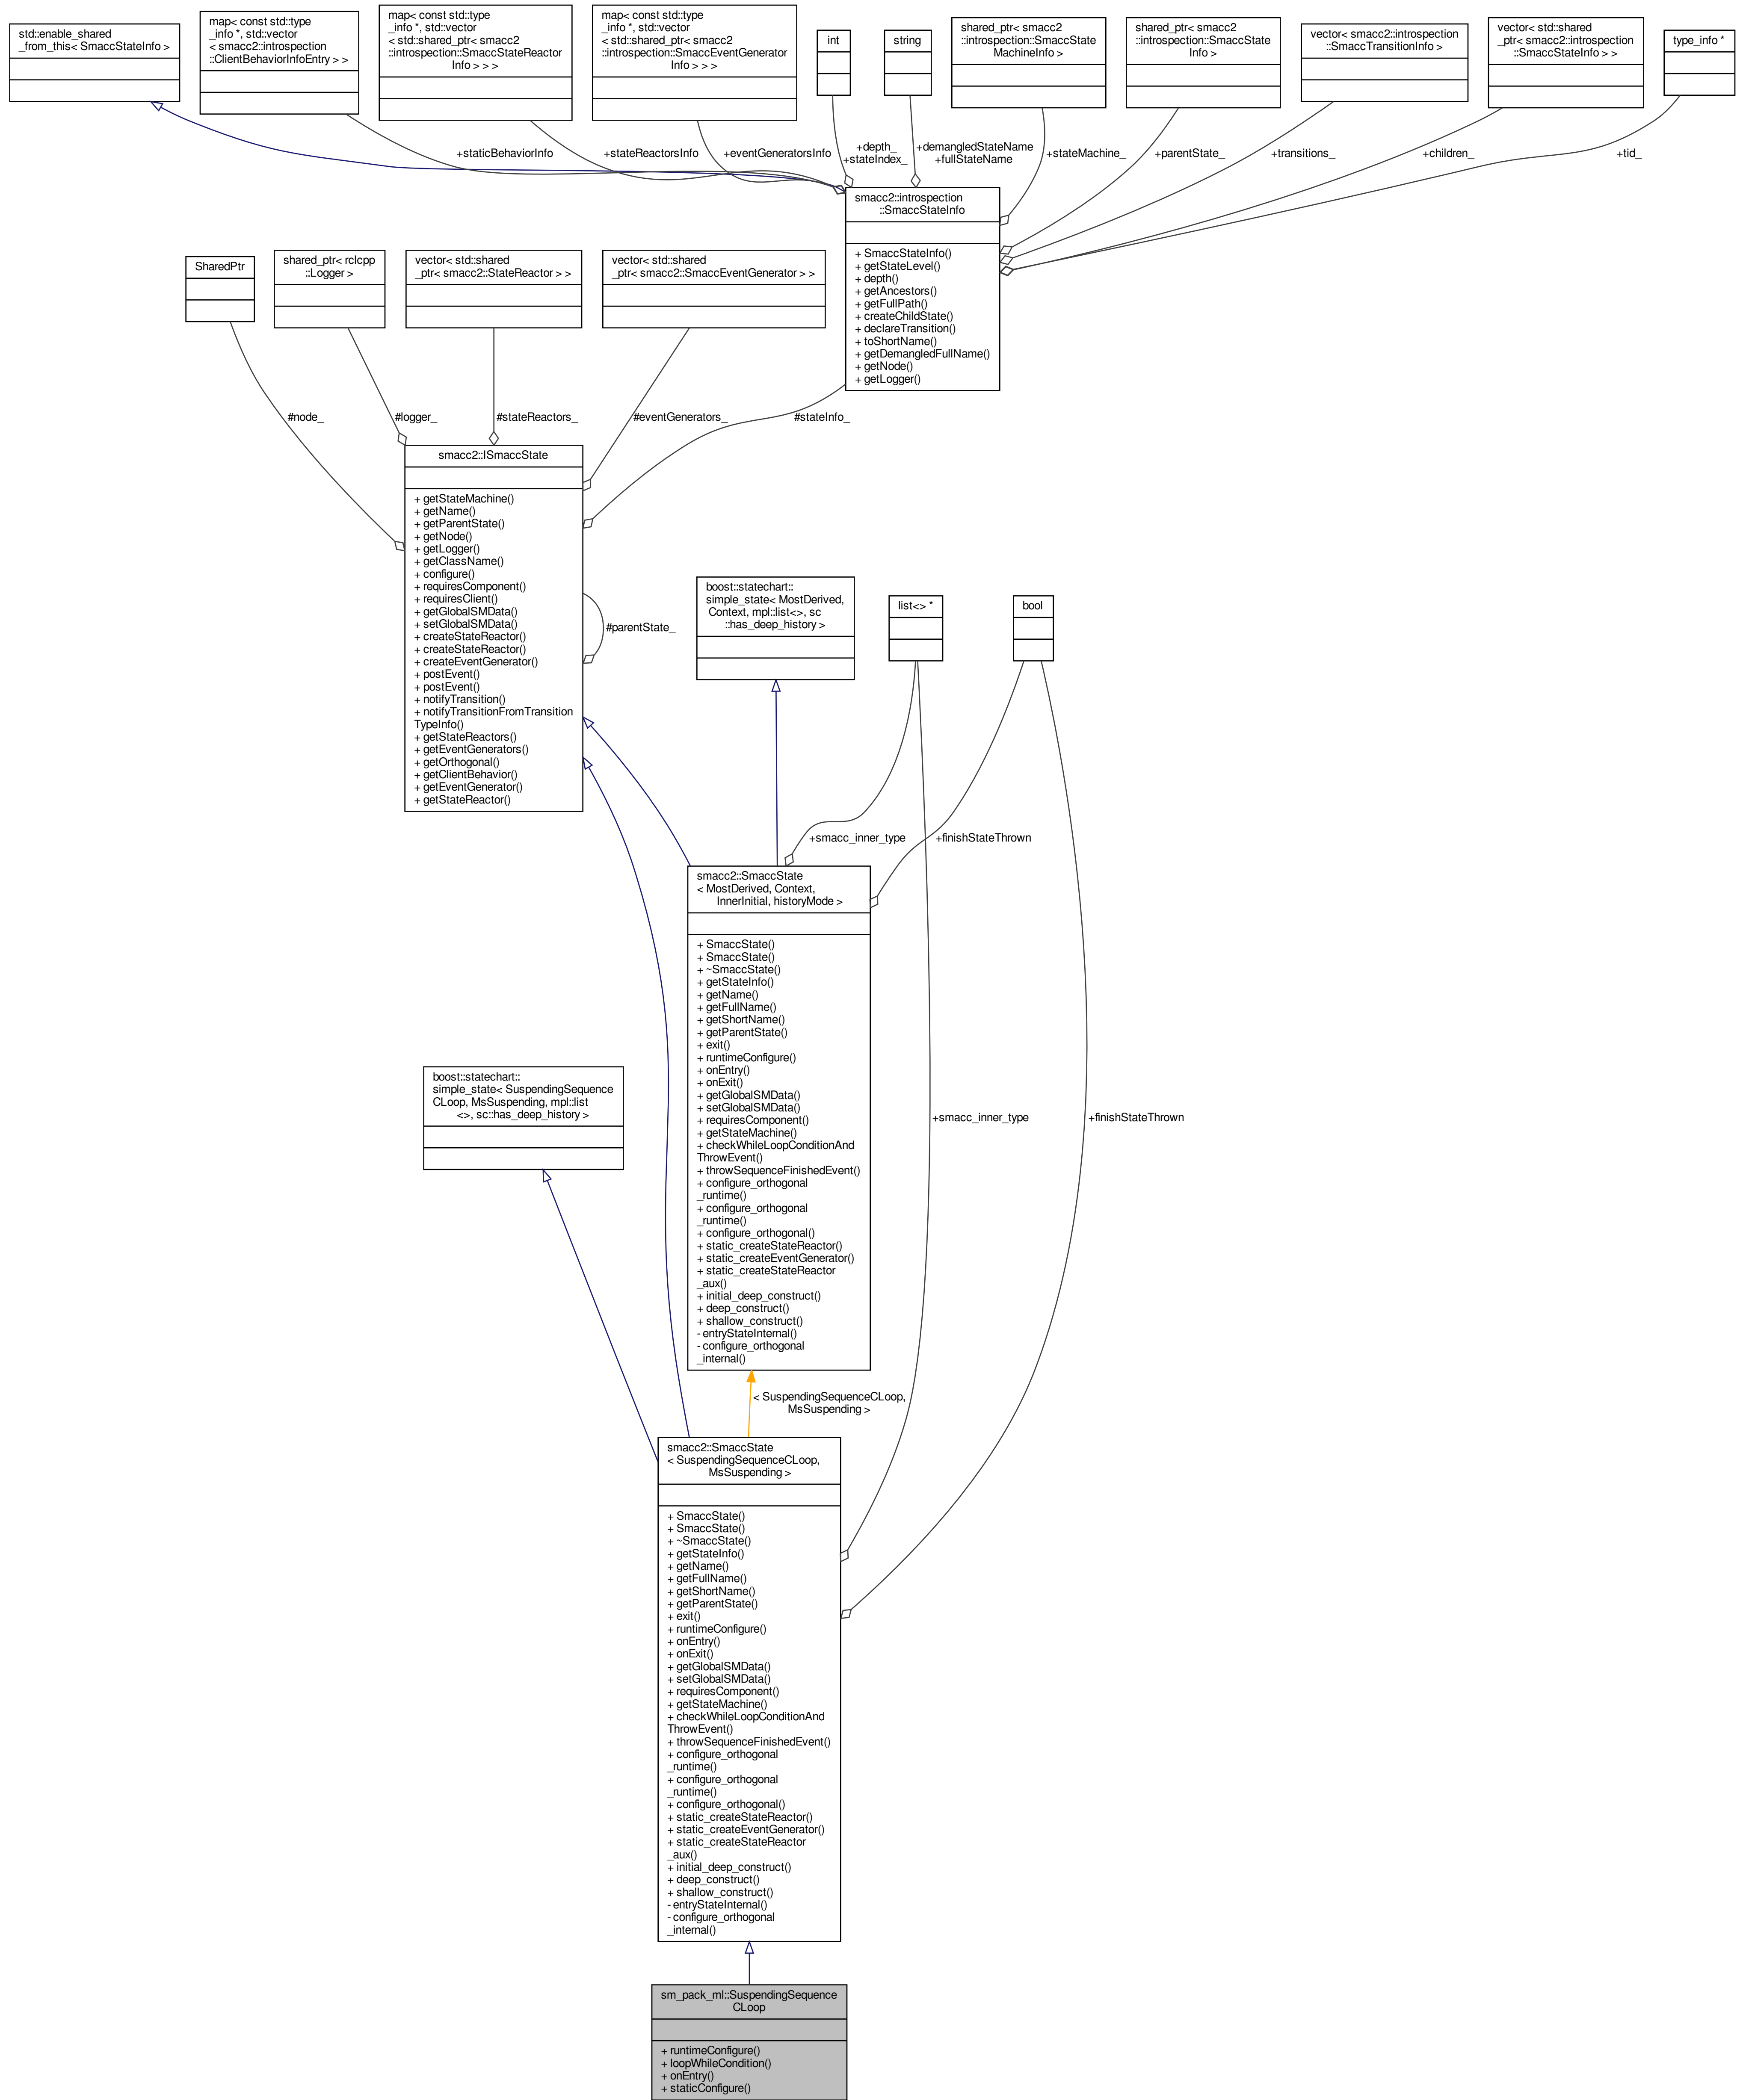 std::enable_shared
_from_this< SmaccStateInfo >
map< const std::type
_info *, std::vector
< smacc2::introspection
::ClientBehaviorInfoEntry > >
map< const std::type
_info *, std::vector
< std::shared_ptr< smacc2
::introspection::SmaccStateReactor
Info > > >
map< const std::type
_info *, std::vector
< std::shared_ptr< smacc2
::introspection::SmaccEventGenerator
Info > > >
int
string
shared_ptr< smacc2
::introspection::SmaccState
MachineInfo >
shared_ptr< smacc2
::introspection::SmaccState
Info >
vector< smacc2::introspection
::SmaccTransitionInfo >
vector< std::shared
_ptr< smacc2::introspection
::SmaccStateInfo > >
type_info *
+staticBehaviorInfo
+stateReactorsInfo
+eventGeneratorsInfo
+depth_
+stateIndex_
+demangledStateName
+fullStateName
+stateMachine_
+parentState_
+transitions_
+children_
+tid_
smacc2::introspection
::SmaccStateInfo
+ SmaccStateInfo()
+ getStateLevel()
+ depth()
+ getAncestors()
+ getFullPath()
+ createChildState()
+ declareTransition()
+ toShortName()
+ getDemangledFullName()
+ getNode()
+ getLogger()
SharedPtr
shared_ptr< rclcpp
::Logger >
vector< std::shared
_ptr< smacc2::StateReactor > >
vector< std::shared
_ptr< smacc2::SmaccEventGenerator > >
#node_
#logger_
#stateReactors_
#eventGenerators_
#stateInfo_
smacc2::ISmaccState
+ getStateMachine()
+ getName()
+ getParentState()
+ getNode()
+ getLogger()
+ getClassName()
+ configure()
+ requiresComponent()
+ requiresClient()
+ getGlobalSMData()
+ setGlobalSMData()
+ createStateReactor()
+ createStateReactor()
+ createEventGenerator()
+ postEvent()
+ postEvent()
+ notifyTransition()
+ notifyTransitionFromTransition
TypeInfo()
+ getStateReactors()
+ getEventGenerators()
+ getOrthogonal()
+ getClientBehavior()
+ getEventGenerator()
+ getStateReactor()
#parentState_
boost::statechart::
simple_state< MostDerived,
Context, mpl::list<>, sc
::has_deep_history >
list<> *
bool
+smacc_inner_type
+finishStateThrown
smacc2::SmaccState
< MostDerived, Context,
InnerInitial, historyMode >
+ SmaccState()
+ SmaccState()
+ ~SmaccState()
+ getStateInfo()
+ getName()
+ getFullName()
+ getShortName()
+ getParentState()
+ exit()
+ runtimeConfigure()
+ onEntry()
+ onExit()
+ getGlobalSMData()
+ setGlobalSMData()
+ requiresComponent()
+ getStateMachine()
+ checkWhileLoopConditionAnd
ThrowEvent()
+ throwSequenceFinishedEvent()
+ configure_orthogonal
_runtime()
+ configure_orthogonal
_runtime()
+ configure_orthogonal()
+ static_createStateReactor()
+ static_createEventGenerator()
+ static_createStateReactor
_aux()
+ initial_deep_construct()
+ deep_construct()
+ shallow_construct()
- entryStateInternal()
- configure_orthogonal
_internal()
boost::statechart::
simple_state< SuspendingSequence
CLoop, MsSuspending, mpl::list
<>, sc::has_deep_history >
+smacc_inner_type
+finishStateThrown
< SuspendingSequenceCLoop,
MsSuspending >
smacc2::SmaccState
< SuspendingSequenceCLoop,
MsSuspending >
+ SmaccState()
+ SmaccState()
+ ~SmaccState()
+ getStateInfo()
+ getName()
+ getFullName()
+ getShortName()
+ getParentState()
+ exit()
+ runtimeConfigure()
+ onEntry()
+ onExit()
+ getGlobalSMData()
+ setGlobalSMData()
+ requiresComponent()
+ getStateMachine()
+ checkWhileLoopConditionAnd
ThrowEvent()
+ throwSequenceFinishedEvent()
+ configure_orthogonal
_runtime()
+ configure_orthogonal
_runtime()
+ configure_orthogonal()
+ static_createStateReactor()
+ static_createEventGenerator()
+ static_createStateReactor
_aux()
+ initial_deep_construct()
+ deep_construct()
+ shallow_construct()
- entryStateInternal()
- configure_orthogonal
_internal()
sm_pack_ml::SuspendingSequence
CLoop
+ runtimeConfigure()
+ loopWhileCondition()
+ onEntry()
+ staticConfigure()